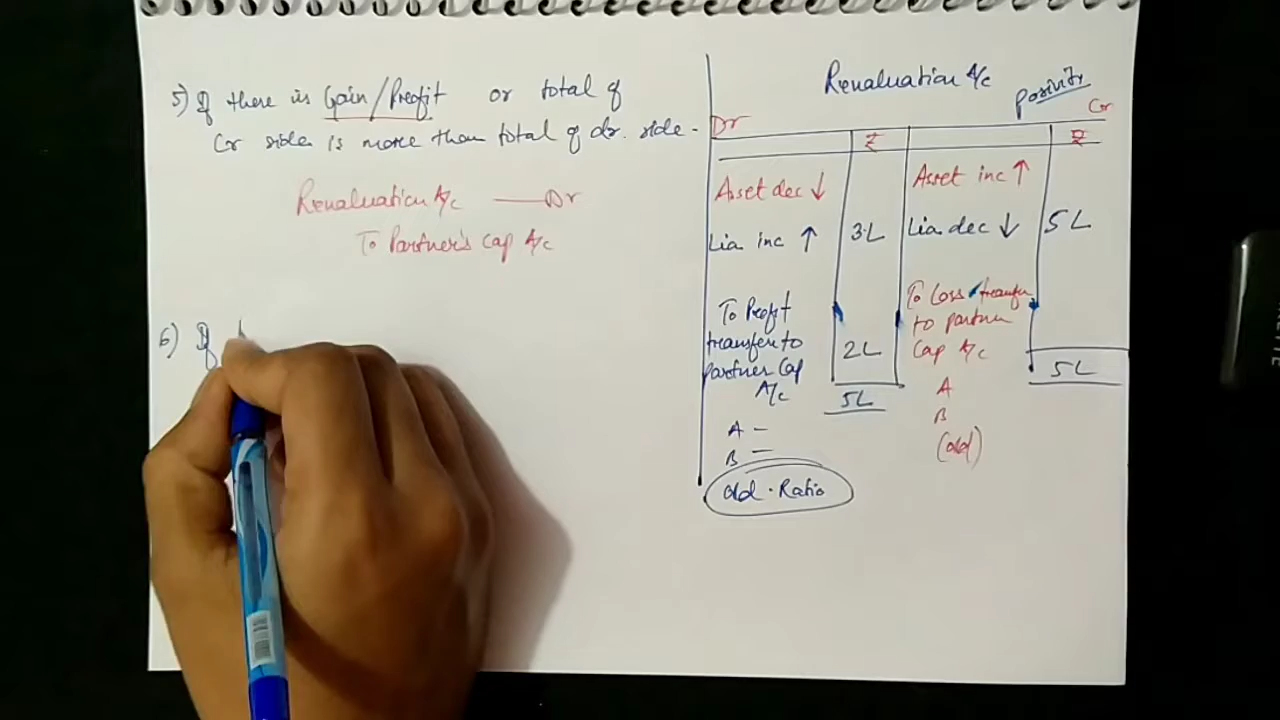 5) If there is Gain/Profit or total of
Cr side is more than total of dr. side.
Revaluation A/c —— Dr
To Partner's Cap A/c
6) If
Revaluation A/c
positive
Dr
Cr
₹
₹
Asset dec ↓
Lia inc ↑
3L
Asset inc ↑
Lia dec ↓
5L
To Profit
transfer to
partner Cap
A/c
2L
5L
A —
B —
old. Ratio
To Loss transfer
to partner
Cap A/c
A
B
(old)
5L